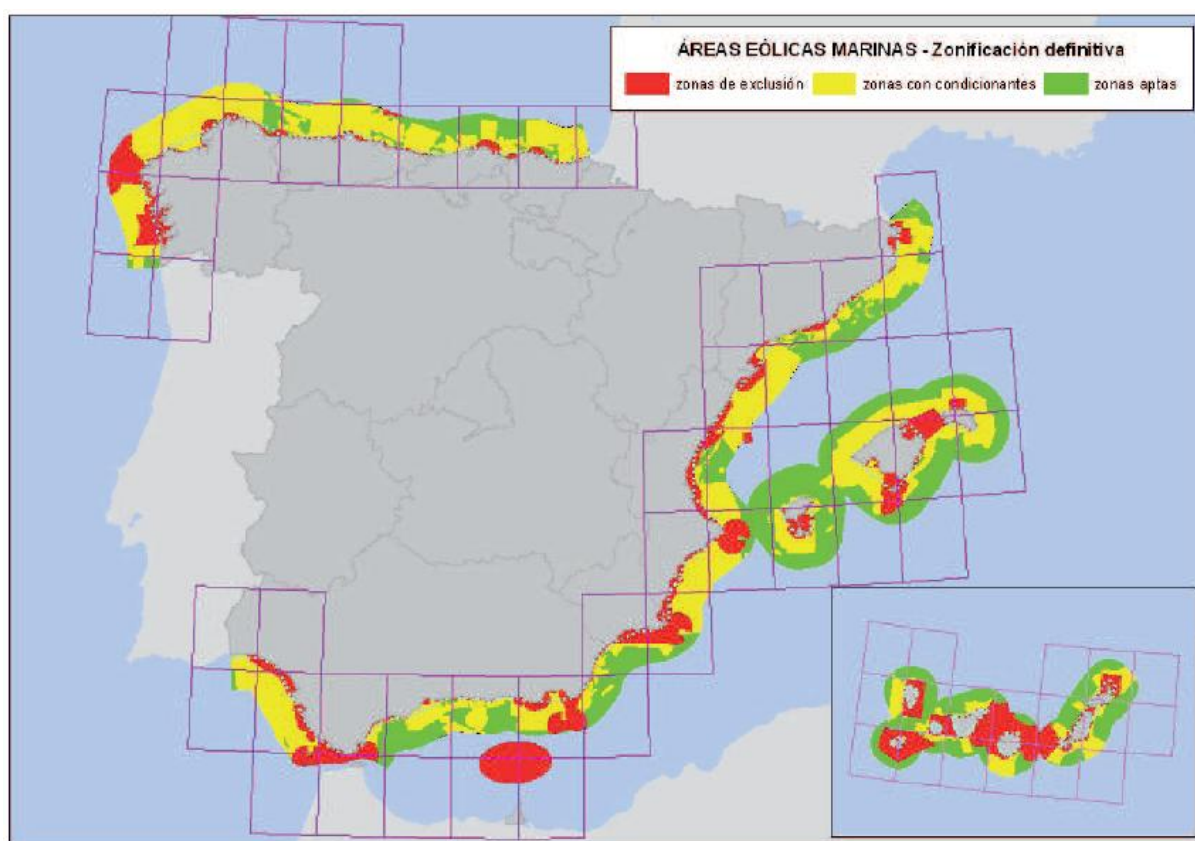 ÁREAS EÓLICAS MARINAS - Zonificación definitiva
zonas de exclusión zonas con condicionantes zonas aptas